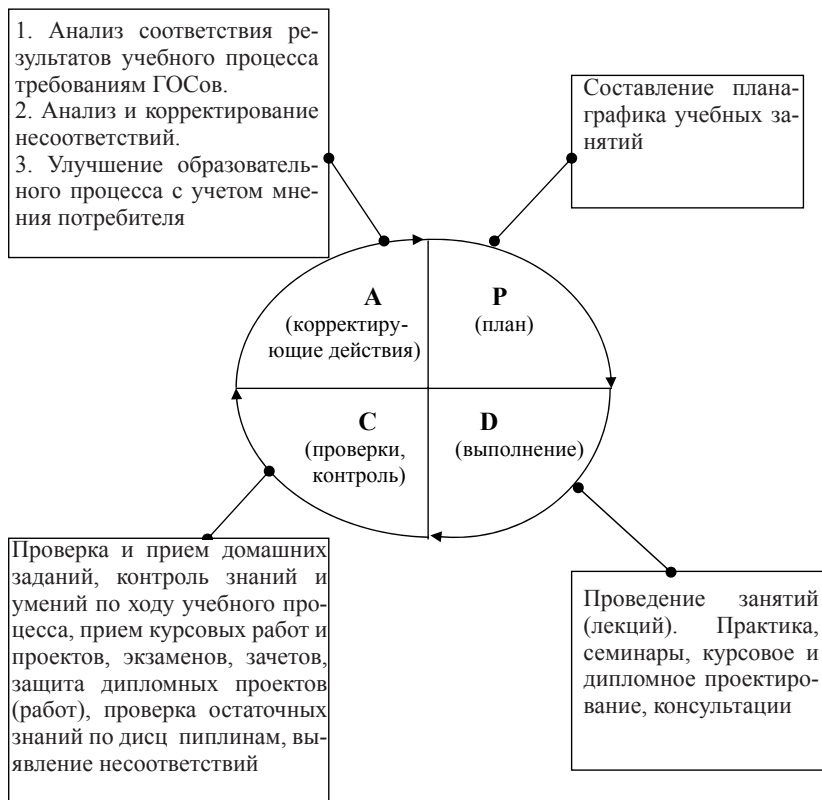 1. Анализ соответствия ре-
зультатов учебного процесса
требованиям ГОСов.
2. Анализ и корректирование
несоответствий.
3. Улучшение образователь-
ного процесса с учетом мне-
ния потребителя
Составление плана-
графика учебных за-
нятий
A
(корректирую-
ющие действия)
P
(план)
C
(проверки,
контроль)
D
(выполнение)
Проверка и прием домашних
заданий, контроль знаний и
умений по ходу учебного про-
цесса, прием курсовых работ и
проектов, экзаменов, зачетов,
защита дипломных проектов
(работ), проверка остаточных
знаний по дисц пиплинам, вы-
явление несоответствий
Проведение занятий
(лекций). Практика,
семинары, курсовое и
дипломное проектиро-
вание, консультации